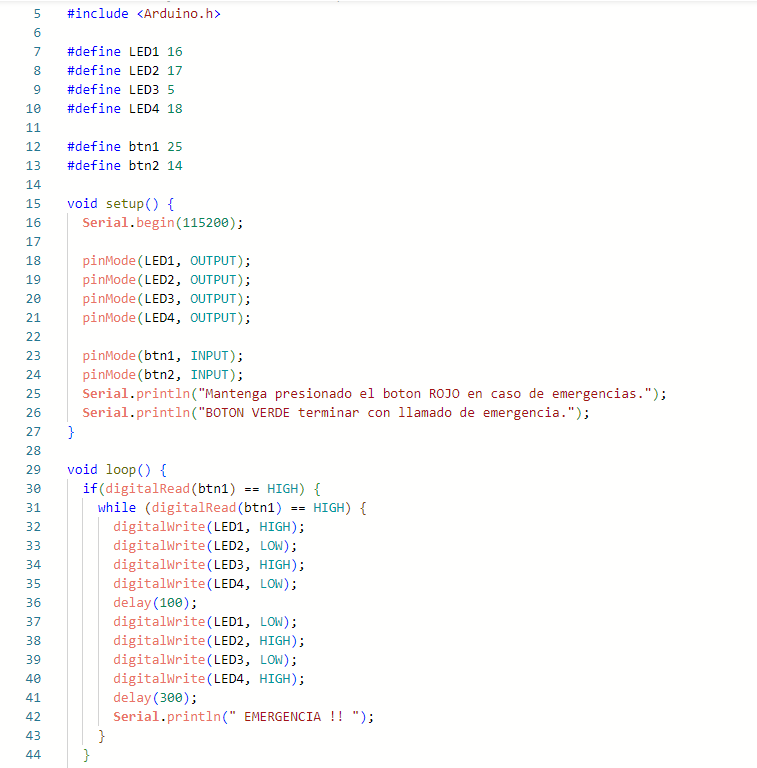 5 #include <Arduino.h>
6
7 #define LED1 16
8 #define LED2 17
9 #define LED3 5
10 #define LED4 18
11
12 #define btn1 25
13 #define btn2 14
14
15 void setup() {
16   Serial.begin(115200);
17
18   pinMode(LED1, OUTPUT);
19   pinMode(LED2, OUTPUT);
20   pinMode(LED3, OUTPUT);
21   pinMode(LED4, OUTPUT);
22
23   pinMode(btn1, INPUT);
24   pinMode(btn2, INPUT);
25   Serial.println("Mantenga presionado el boton ROJO en caso de emergencias.");
26   Serial.println("BOTON VERDE terminar con llamado de emergencia.");
27 }
28
29 void loop() {
30   if(digitalRead(btn1) == HIGH) {
31     while (digitalRead(btn1) == HIGH) {
32       digitalWrite(LED1, HIGH);
33       digitalWrite(LED2, LOW);
34       digitalWrite(LED3, HIGH);
35       digitalWrite(LED4, LOW);
36       delay(100);
37       digitalWrite(LED1, LOW);
38       digitalWrite(LED2, HIGH);
39       digitalWrite(LED3, LOW);
40       digitalWrite(LED4, HIGH);
41       delay(300);
42       Serial.println(" EMERGENCIA !! ");
43     }
44   }